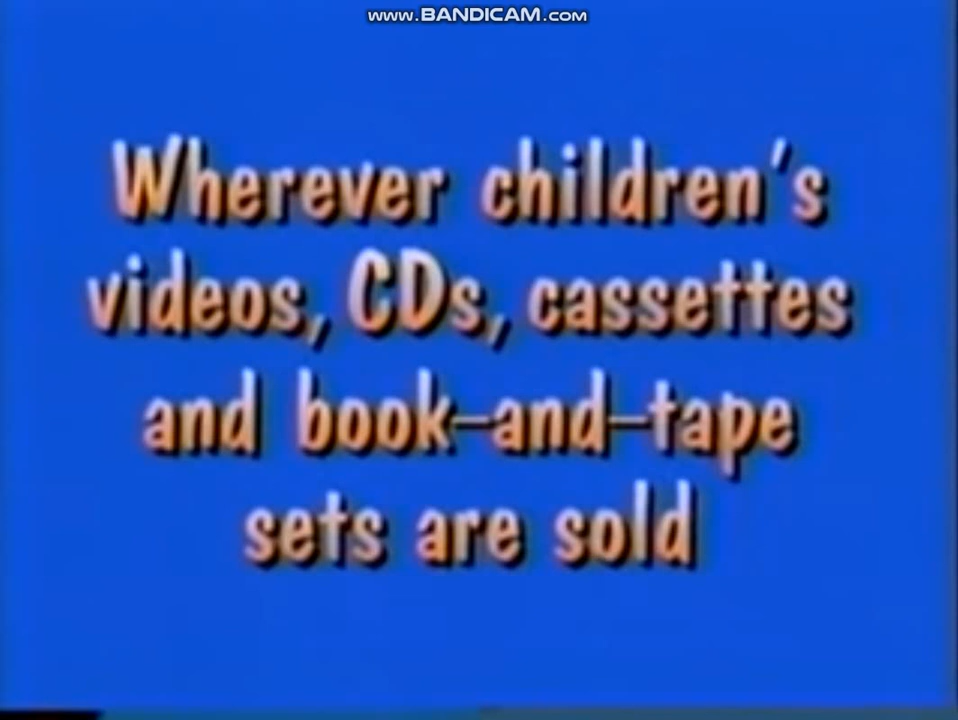 www.BANDICAM.com
Wherever children's
videos, CDs, cassettes
and book-and-tape
sets are sold